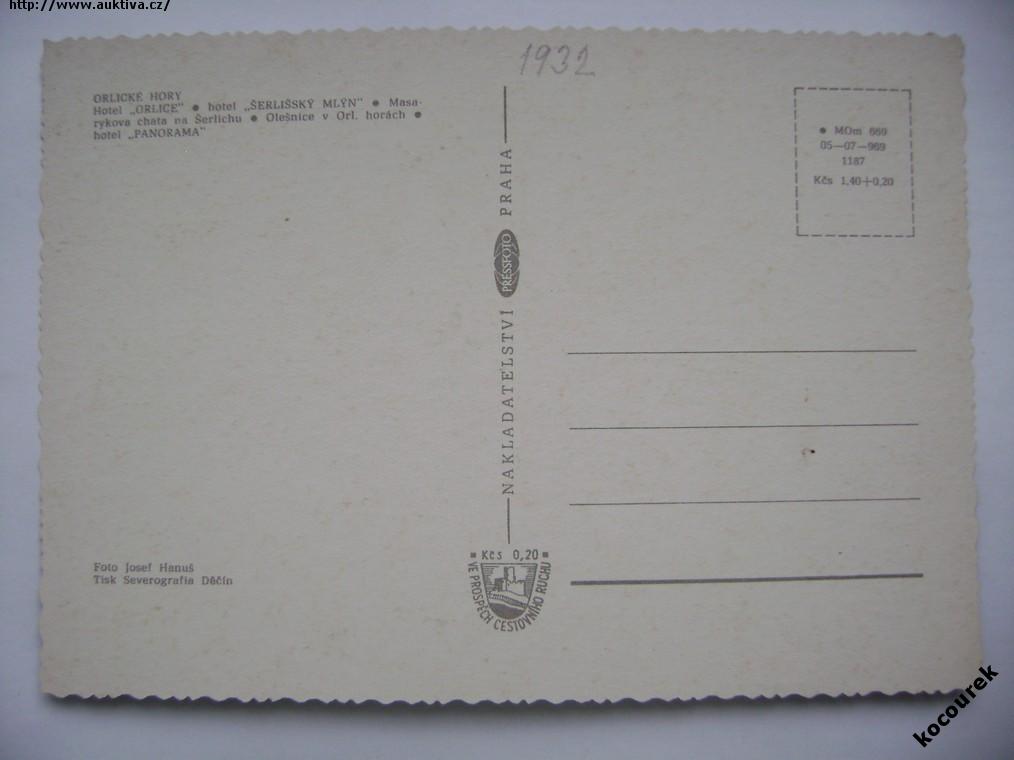 http://www.auktiva.cz/
1932
ORLICKÉ HORY
Hotel „ORLICE" ● hotel „ŠERLIŠSKÝ MLÝN" ● Masa-
rykova chata na Šerlichu ● Olešnice v Orl. horách ●
hotel „PANORAMA"
● MOm 669
05—07—969
1187
Kčs 1,40+0,20
NAKLADATELSTVÍ PRESSFOTO PRAHA
Foto Josef Hanuš
Tisk Severografia Děčín
Kčs 0,20
VE PROSPĚCH CESTOVNÍHO RUCHU
kocourek